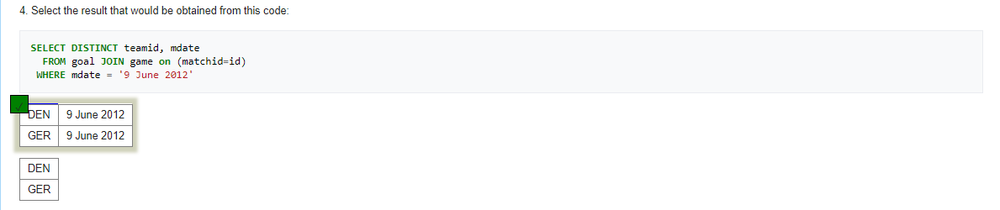 4. Select the result that would be obtained from this code:
SELECT DISTINCT teamid, mdate
FROM goal JOIN game on (matchid=id)
WHERE mdate = '9 June 2012'
DEN 9 June 2012
GER 9 June 2012
DEN
GER